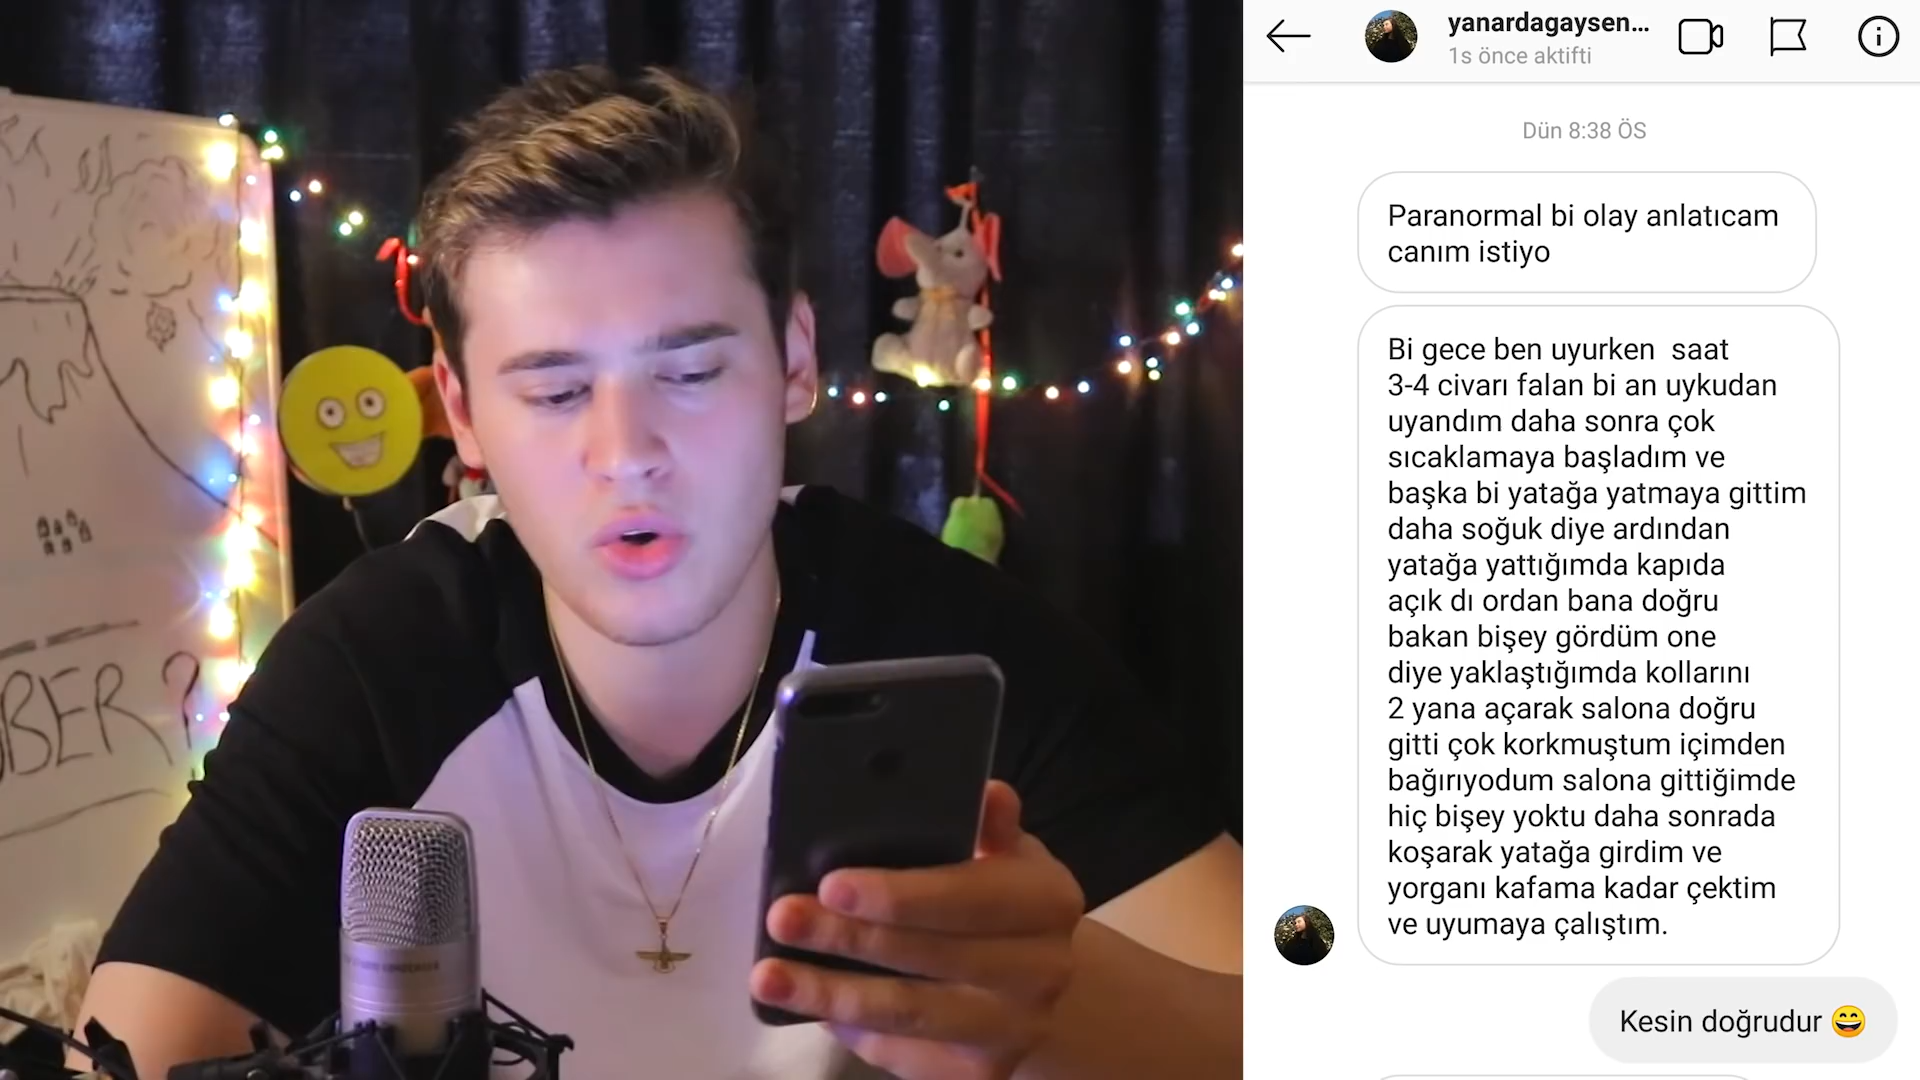 BER?
yanardagaysen...
1s önce aktifti
Dün 8:38 ÖS
Paranormal bi olay anlatıcam
canım istiyo
Bi gece ben uyurken  saat
3-4 civarı falan bi an uykudan
uyandım daha sonra çok
sıcaklamaya başladım ve
başka bi yatağa yatmaya gittim
daha soğuk diye ardından
yatağa yattığımda kapıda
açık dı ordan bana doğru
bakan bişey gördüm one
diye yaklaştığımda kollarını
2 yana açarak salona doğru
gitti çok korkmuştum içimden
bağırıyodum salona gittiğimde
hiç bişey yoktu daha sonrada
koşarak yatağa girdim ve
yorganı kafama kadar çektim
ve uyumaya çalıştım.
Kesin doğrudur 😄